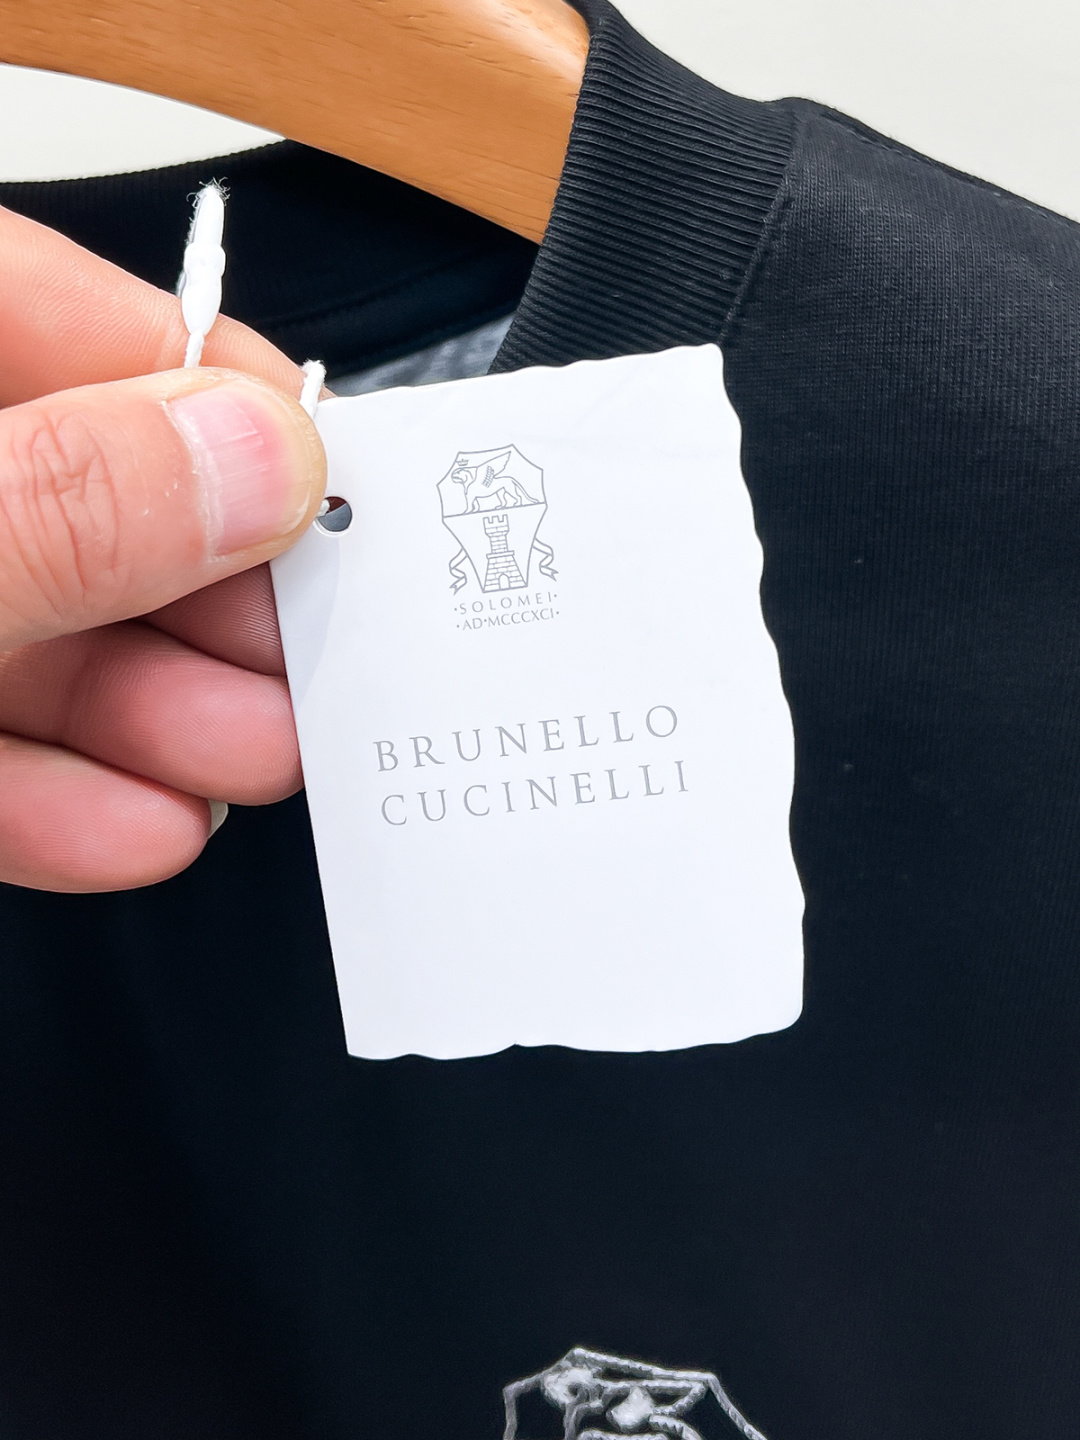 ·SOLOMEI·
·AD·MCCCXCI·
BRUNELLO
CUCINELLI